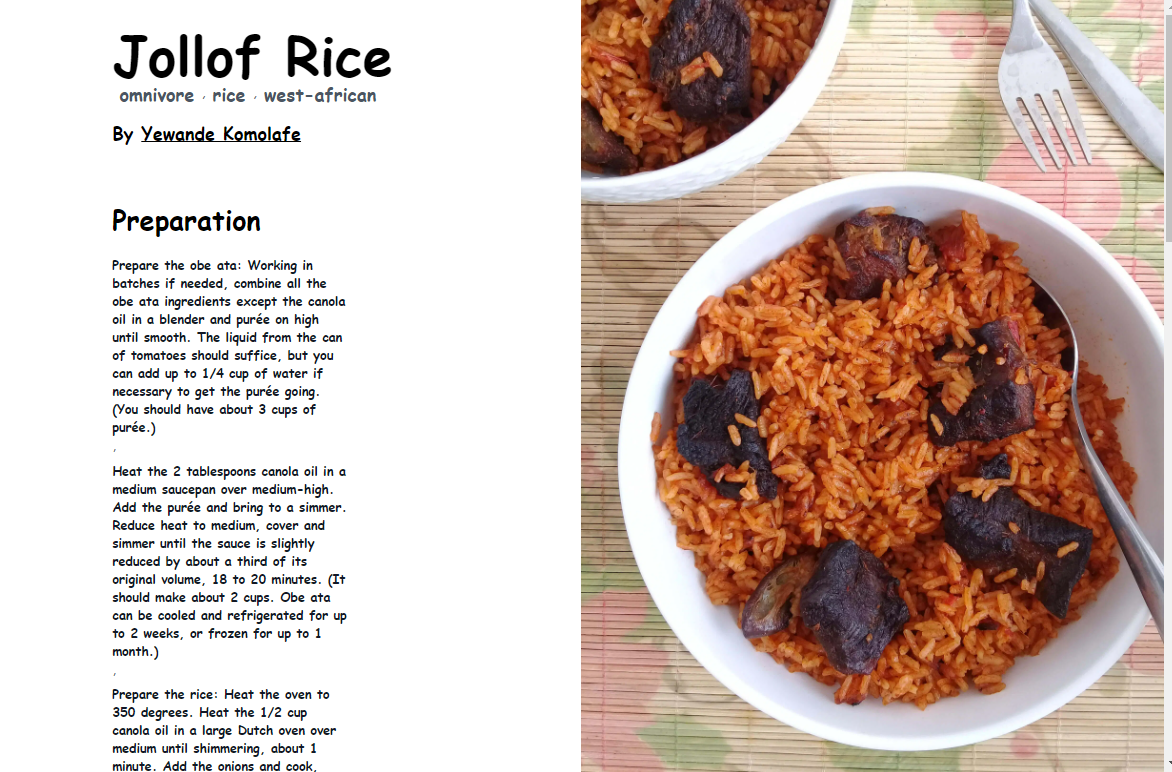 Jollof Rice
omnivore , rice , west-african
By Yewande Komolafe
Preparation
Prepare the obe ata: Working in
batches if needed, combine all the
obe ata ingredients except the canola
oil in a blender and purée on high
until smooth. The liquid from the can
of tomatoes should suffice, but you
can add up to 1/4 cup of water if
necessary to get the purée going.
(You should have about 3 cups of
purée.)
,
Heat the 2 tablespoons canola oil in a
medium saucepan over medium-high.
Add the purée and bring to a simmer.
Reduce heat to medium, cover and
simmer until the sauce is slightly
reduced by about a third of its
original volume, 18 to 20 minutes. (It
should make about 2 cups. Obe ata
can be cooled and refrigerated for up
to 2 weeks, or frozen for up to 1
month.)
,
Prepare the rice: Heat the oven to
350 degrees. Heat the 1/2 cup
canola oil in a large Dutch oven over
medium until shimmering, about 1
minute. Add the onions and cook,